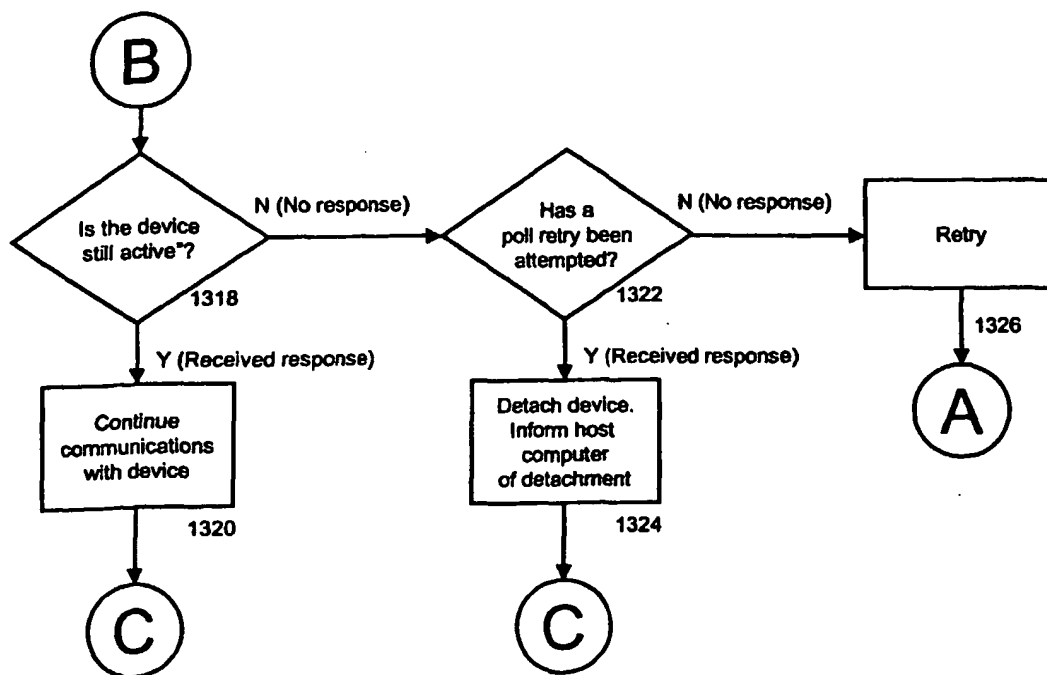 B
Is the device
still active"?
1318
N (No response)
Has a
poll retry been
attempted?
1322
N (No response)
Retry
1326
A
Y (Received response)
Continue
communications
with device
1320
C
Y (Received response)
Detach device.
Inform host
computer
of detachment
1324
C